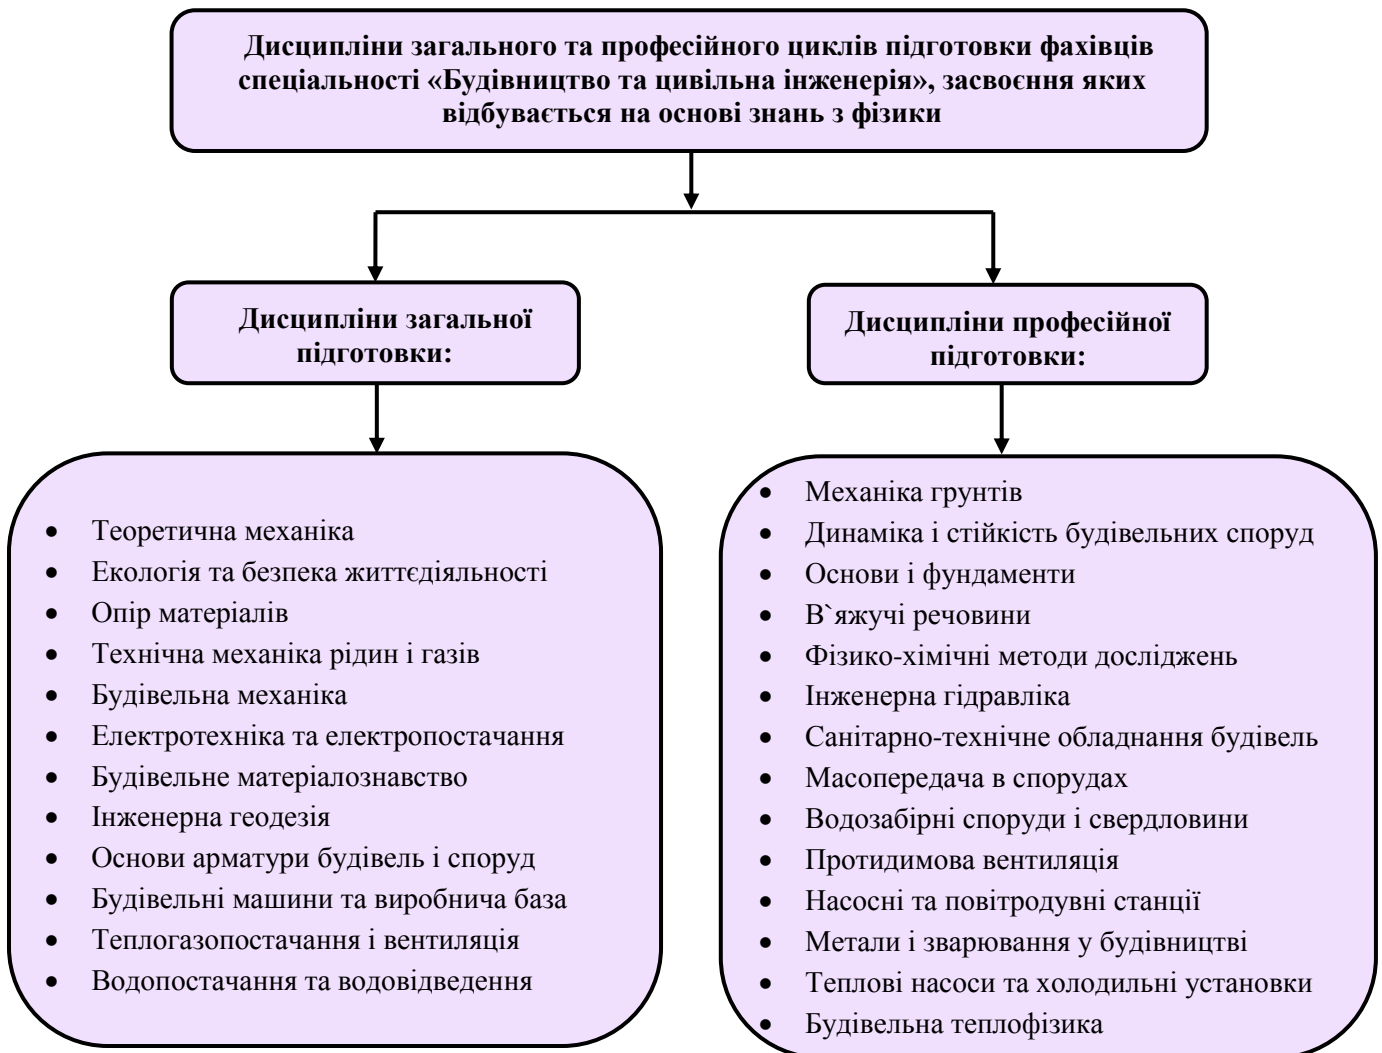 Дисципліни загального та професійного циклів підготовки фахівців
спеціальності «Будівництво та цивільна інженерія», засвоєння яких
відбувається на основі знань з фізики
Дисципліни загальної
підготовки:
• Теоретична механіка
• Екологія та безпека життєдіяльності
• Опір матеріалів
• Технічна механіка рідин і газів
• Будівельна механіка
• Електротехніка та електропостачання
• Будівельне матеріалознавство
• Інженерна геодезія
• Основи арматури будівель і споруд
• Будівельні машини та виробнича база
• Теплогазопостачання і вентиляція
• Водопостачання та водовідведення
Дисципліни професійної
підготовки:
• Механіка грунтів
• Динаміка і стійкість будівельних споруд
• Основи і фундаменти
• В`яжучі речовини
• Фізико-хімічні методи досліджень
• Інженерна гідравліка
• Санітарно-технічне обладнання будівель
• Масопередача в спорудах
• Водозабірні споруди і свердловини
• Протидимова вентиляція
• Насосні та повітродувні станції
• Метали і зварювання у будівництві
• Теплові насоси та холодильні установки
• Будівельна теплофізика